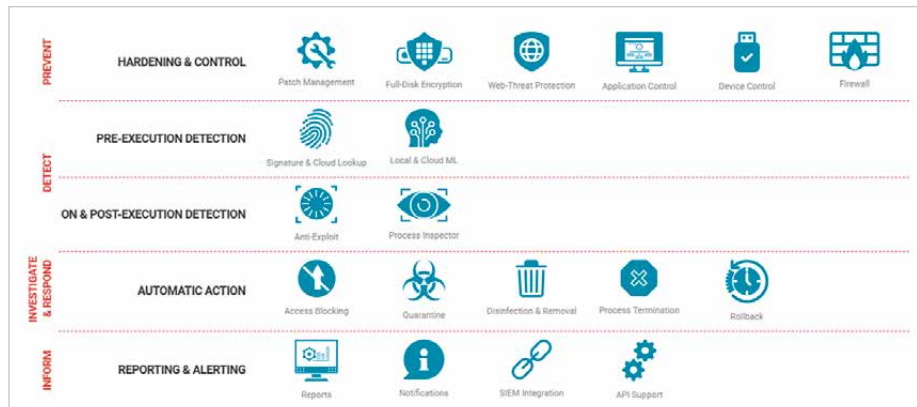 PREVENT
HARDENING & CONTROL
Patch Management
Full-Disk Encryption
Web-Threat Protection
Application Control
Device Control
Firewall
DETECT
PRE-EXECUTION DETECTION
Signature & Cloud Lookup
Local & Cloud ML
ON & POST-EXECUTION DETECTION
Anti-Exploit
Process Inspector
INVESTIGATE
& RESPOND
AUTOMATIC ACTION
Access Blocking
Quarantine
Disinfection & Removal
Process Termination
Rollback
INFORM
REPORTING & ALERTING
Reports
Notifications
SIEM Integration
API Support